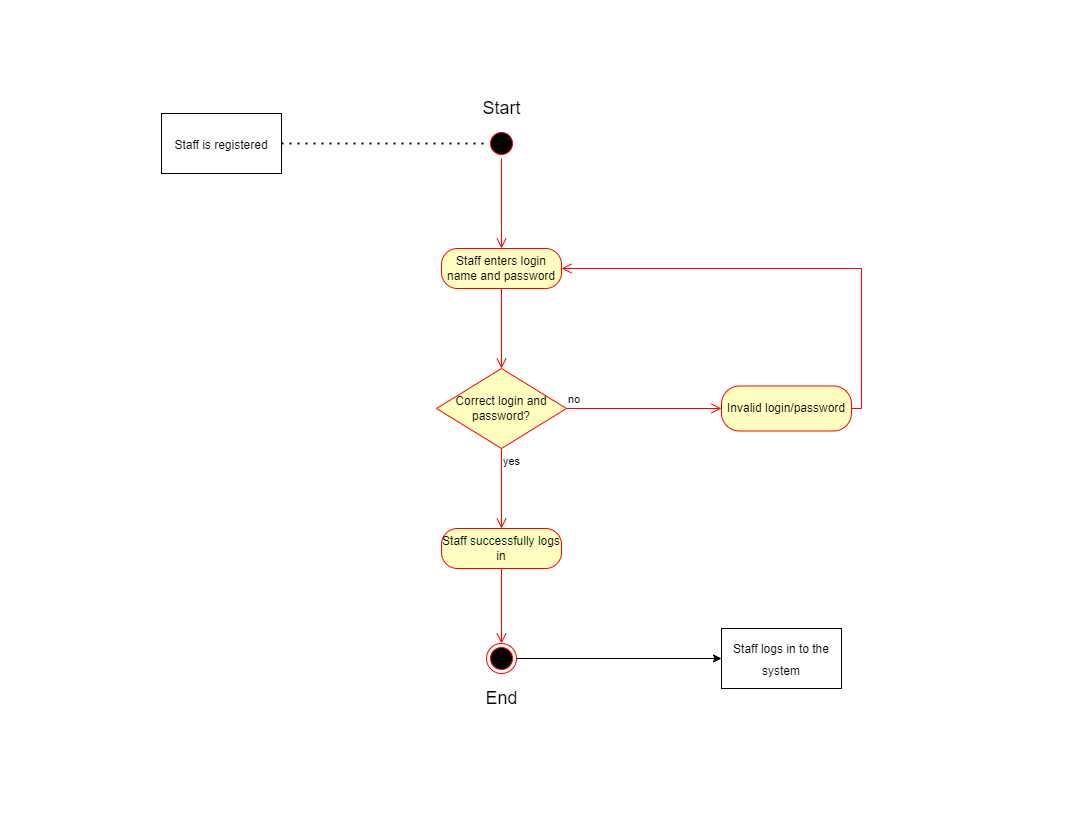 Start
Staff is registered
Staff enters login
name and password
Correct login and
password?
no
Invalid login/password
yes
Staff successfully logs
in
Staff logs in to the
system
End